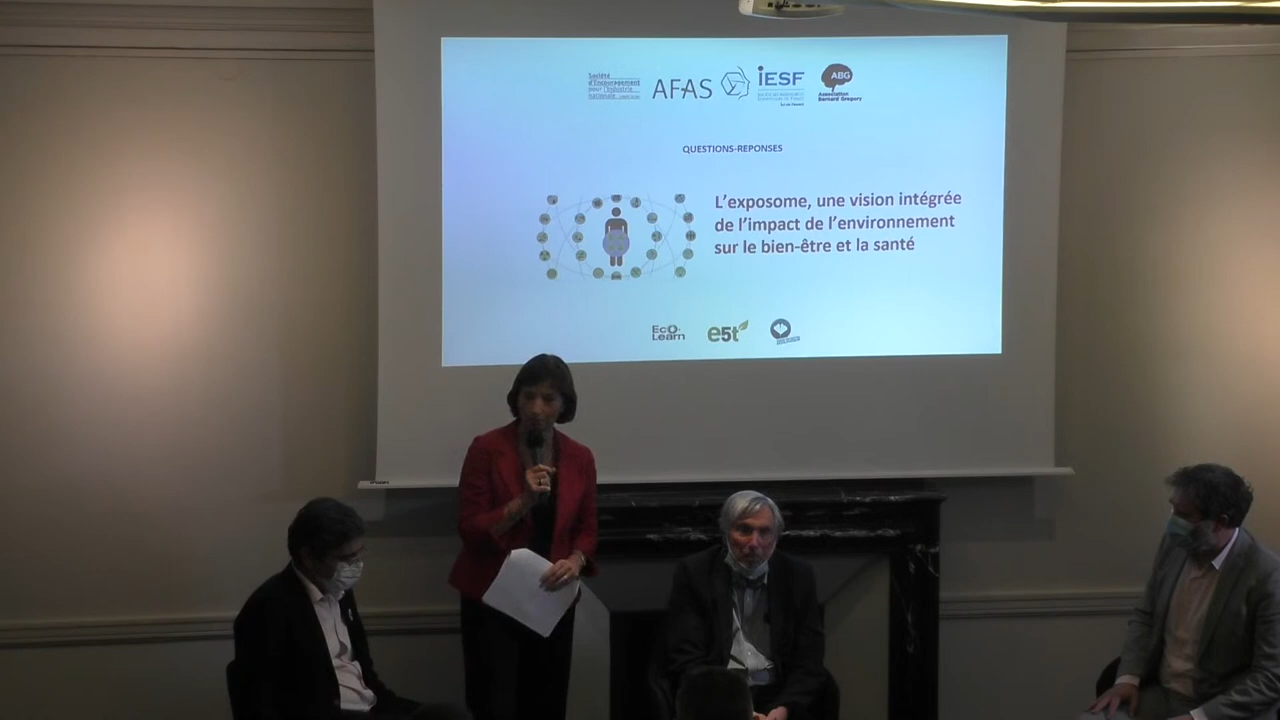 Société
d'Encouragement
pour l'Industrie
nationale
AFAS
iESF
ABG
Association
Bernard Gregory
QUESTIONS-REPONSES
L'exposome, une vision intégrée
de l'impact de l'environnement
sur le bien-être et la santé
Eco-
Learn
e5t